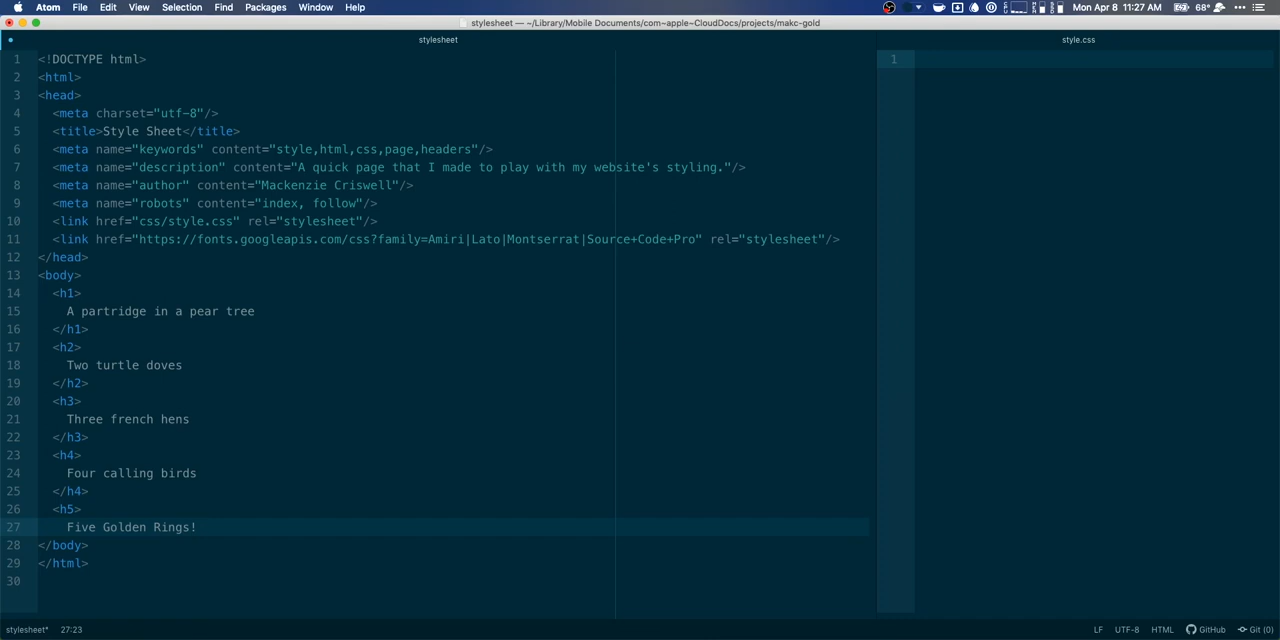 Atom File Edit View Selection Find Packages Window Help Mon Apr 8 11:27 AM 68°
stylesheet — ~/Library/Mobile Documents/com~apple~CloudDocs/projects/makc-gold
stylesheet style.css
1 <!DOCTYPE html>
2 <html>
3 <head>
4 <meta charset="utf-8"/>
5 <title>Style Sheet</title>
6 <meta name="keywords" content="style,html,css,page,headers"/>
7 <meta name="description" content="A quick page that I made to play with my website's styling."/>
8 <meta name="author" content="Mackenzie Criswell"/>
9 <meta name="robots" content="index, follow"/>
10 <link href="css/style.css" rel="stylesheet"/>
11 <link href="https://fonts.googleapis.com/css?family=Amiri|Lato|Montserrat|Source+Code+Pro" rel="stylesheet"/>
12 </head>
13 <body>
14 <h1>
15 A partridge in a pear tree
16 </h1>
17 <h2>
18 Two turtle doves
19 </h2>
20 <h3>
21 Three french hens
22 </h3>
23 <h4>
24 Four calling birds
25 </h4>
26 <h5>
27 Five Golden Rings!
28 </body>
29 </html>
30
1
stylesheet* 27:23 LF UTF-8 HTML GitHub Git (0)